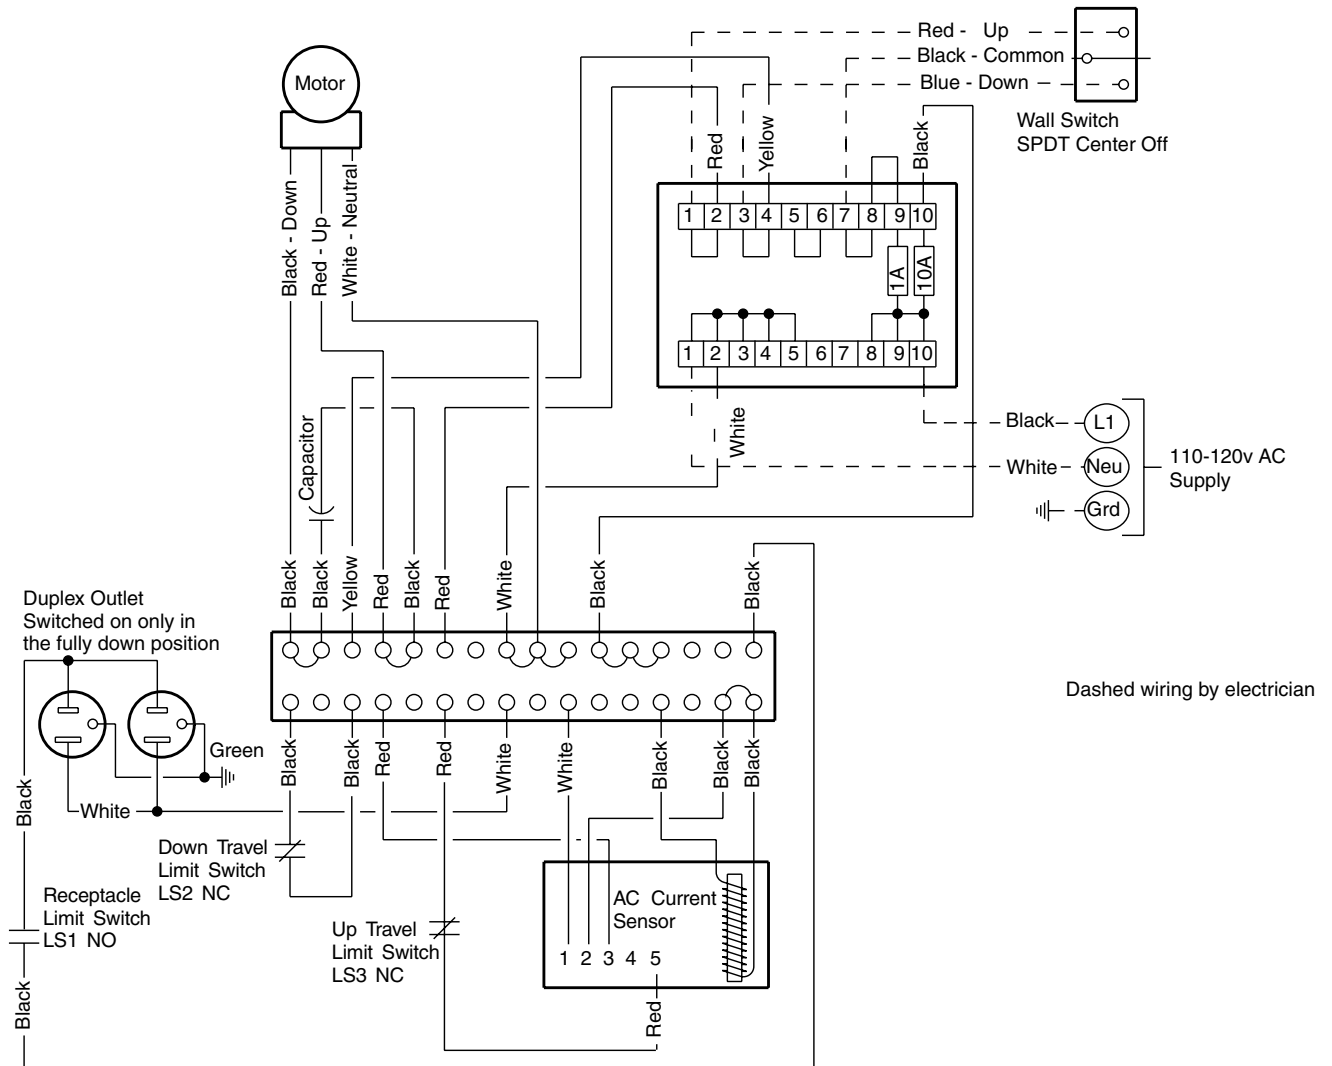 Red - Up
Black - Common
Blue - Down
Wall Switch
SPDT Center Off
Motor
Black - Down
Red - Up
White - Neutral
Red
Yellow
Black
1 2 3 4 5 6 7 8 9 10
1A
10A
1 2 3 4 5 6 7 8 9 10
White
Black
L1
White
Neu
Grd
110-120v AC
Supply
Capacitor
Black
Black
Yellow
Red
Black
Red
White
Black
Black
Duplex Outlet
Switched on only in
the fully down position
Dashed wiring by electrician
Green
Black
White
Black
Black
Red
Red
White
White
Black
Black
Black
Down Travel
Limit Switch
LS2 NC
Receptacle
Limit Switch
LS1 NO
Black
Up Travel
Limit Switch
LS3 NC
AC Current
Sensor
1 2 3 4 5
Red